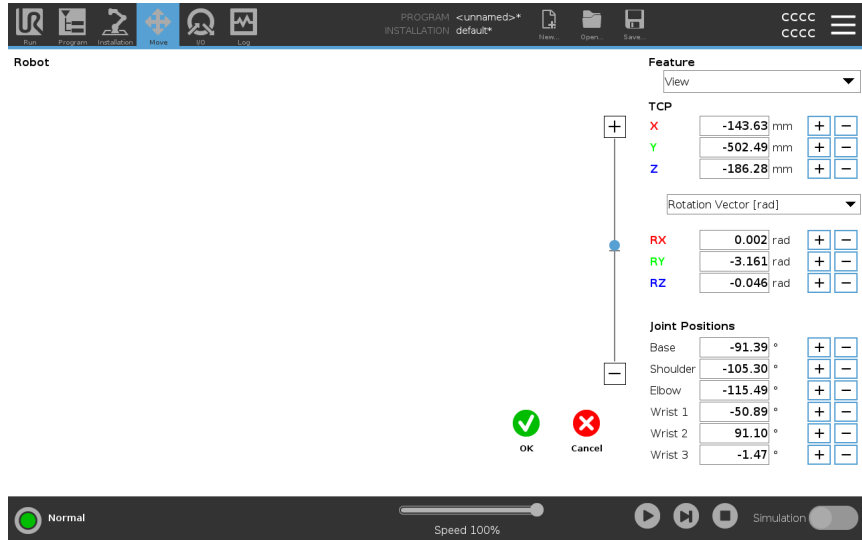 UR
PROGRAM <unnamed>*
INSTALLATION default*
CCCC
CCCC
Run Program Installation Move I/O Log New... Open... Save...
Robot
Feature
View
TCP
X -143.63 mm + −
Y -502.49 mm + −
Z -186.28 mm + −
Rotation Vector [rad]
RX 0.002 rad + −
RY -3.161 rad + −
RZ -0.046 rad + −
Joint Positions
Base -91.39 ° + −
Shoulder -105.30 ° + −
Elbow -115.49 ° + −
Wrist 1 -50.89 ° + −
Wrist 2 91.10 ° + −
Wrist 3 -1.47 ° + −
OK Cancel
Normal
Speed 100%
Simulation